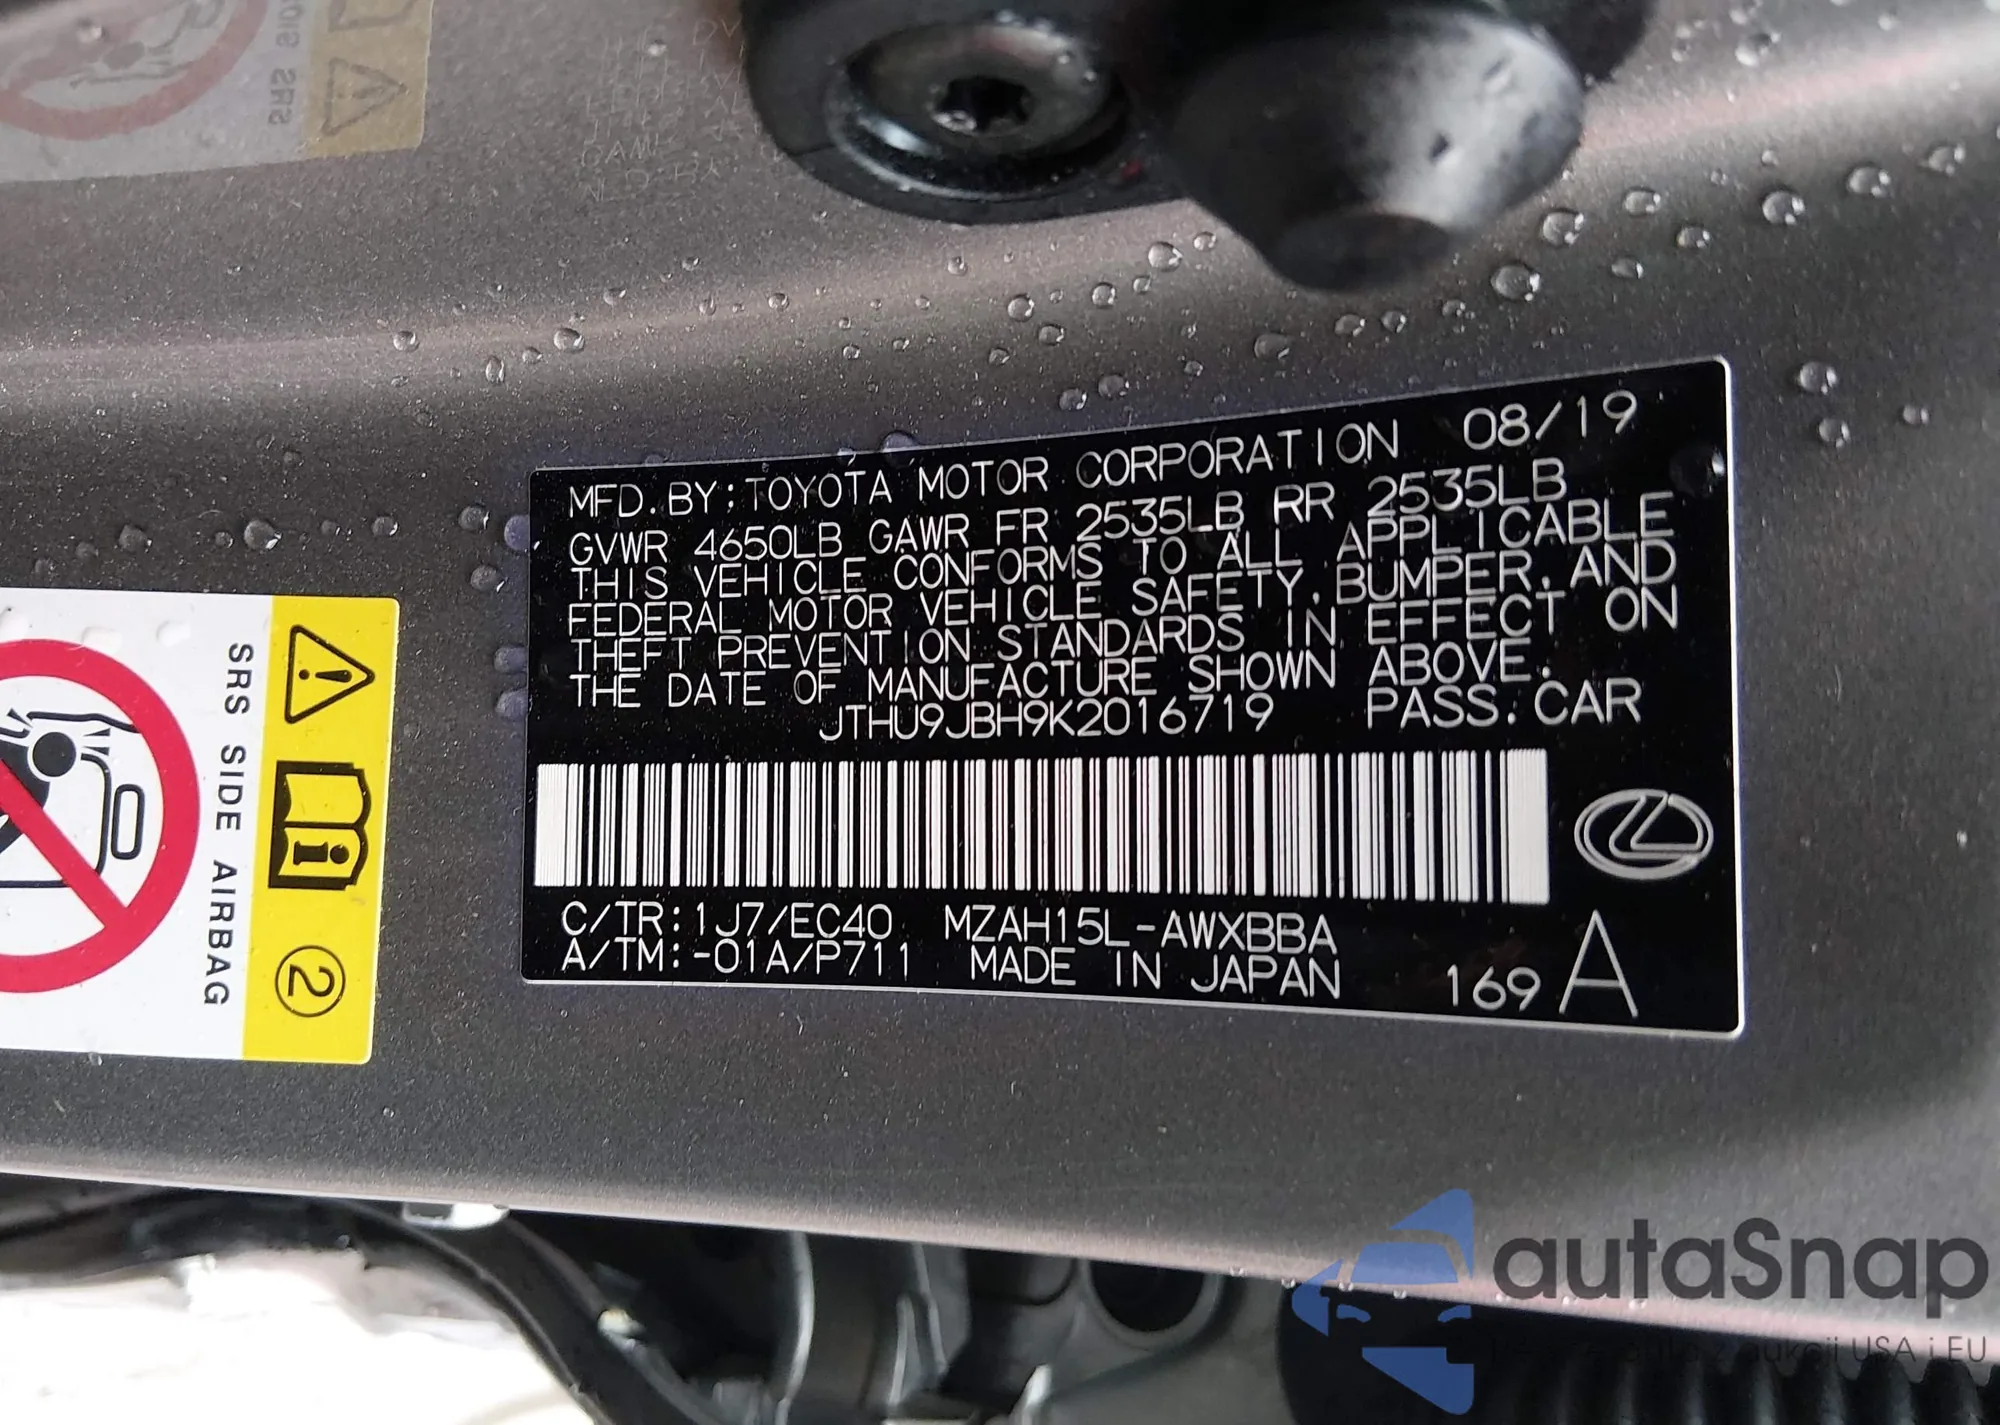 MFD.BY:TOYOTA MOTOR CORPORATION 08/19
GVWR 4650LB GAWR FR 2535LB RR 2535LB
THIS VEHICLE CONFORMS TO ALL APPLICABLE
FEDERAL MOTOR VEHICLE SAFETY,BUMPER,AND
THEFT PREVENTION STANDARDS IN EFFECT ON
THE DATE OF MANUFACTURE SHOWN ABOVE.
JTHU9JBH9K2016719 PASS.CAR
C/TR:1J7/EC40 MZAH15L-AWXBBA
A/TM:-01A/P711 MADE IN JAPAN 169 A
SRS SIDE AIRBAG
2
autaSnap
aukcji USA i EU